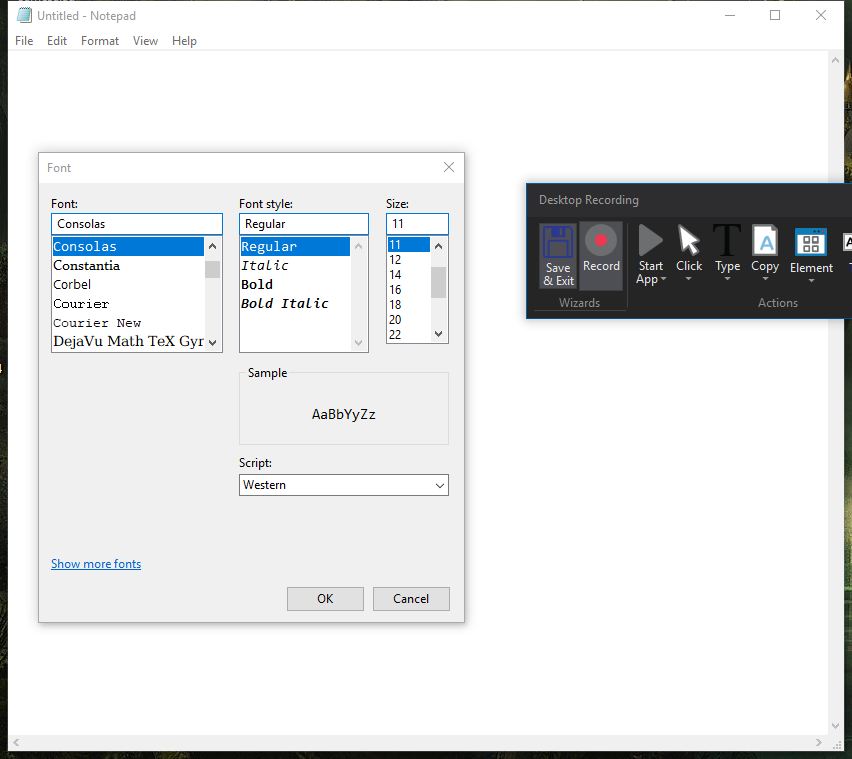 Untitled - Notepad
File Edit Format View Help
Font
Font: Font style: Size:
Consolas Regular 11
Consolas Regular 11
Constantia Italic 12
Corbel Bold 14
Courier Bold Italic 16
Courier New 18
DejaVu Math TeX Gyr 20
22
Sample
AaBbYyZz
Script:
Western
Show more fonts
OK Cancel
Desktop Recording
Save & Exit Record Start App Click Type Copy Element
Wizards Actions